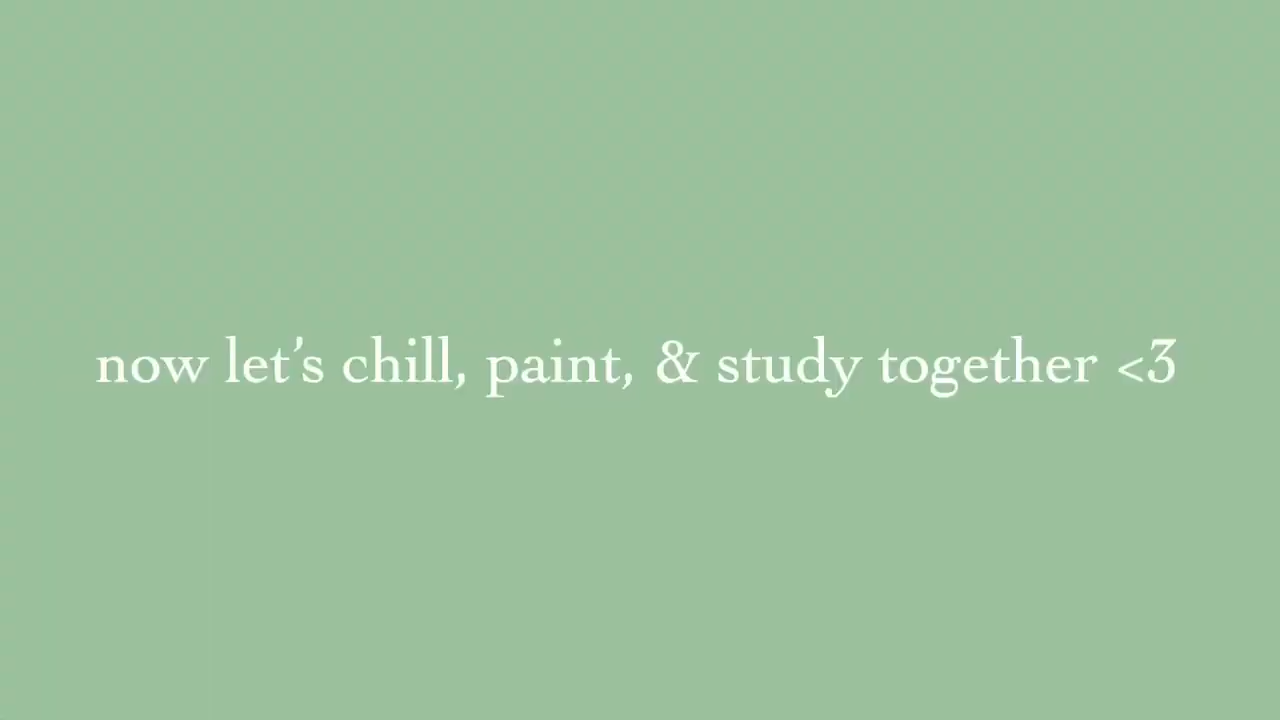 now let’s chill, paint, & study together <3